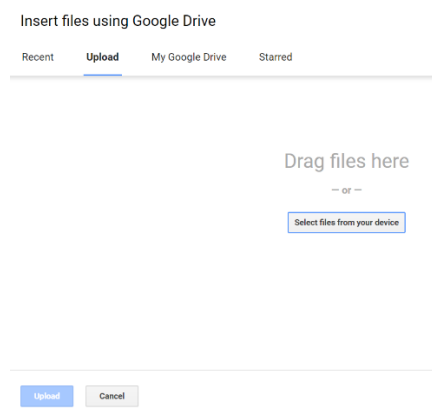 Insert files using Google Drive
Recent Upload My Google Drive Starred
Drag files here
— or —
Select files from your device
Upload Cancel